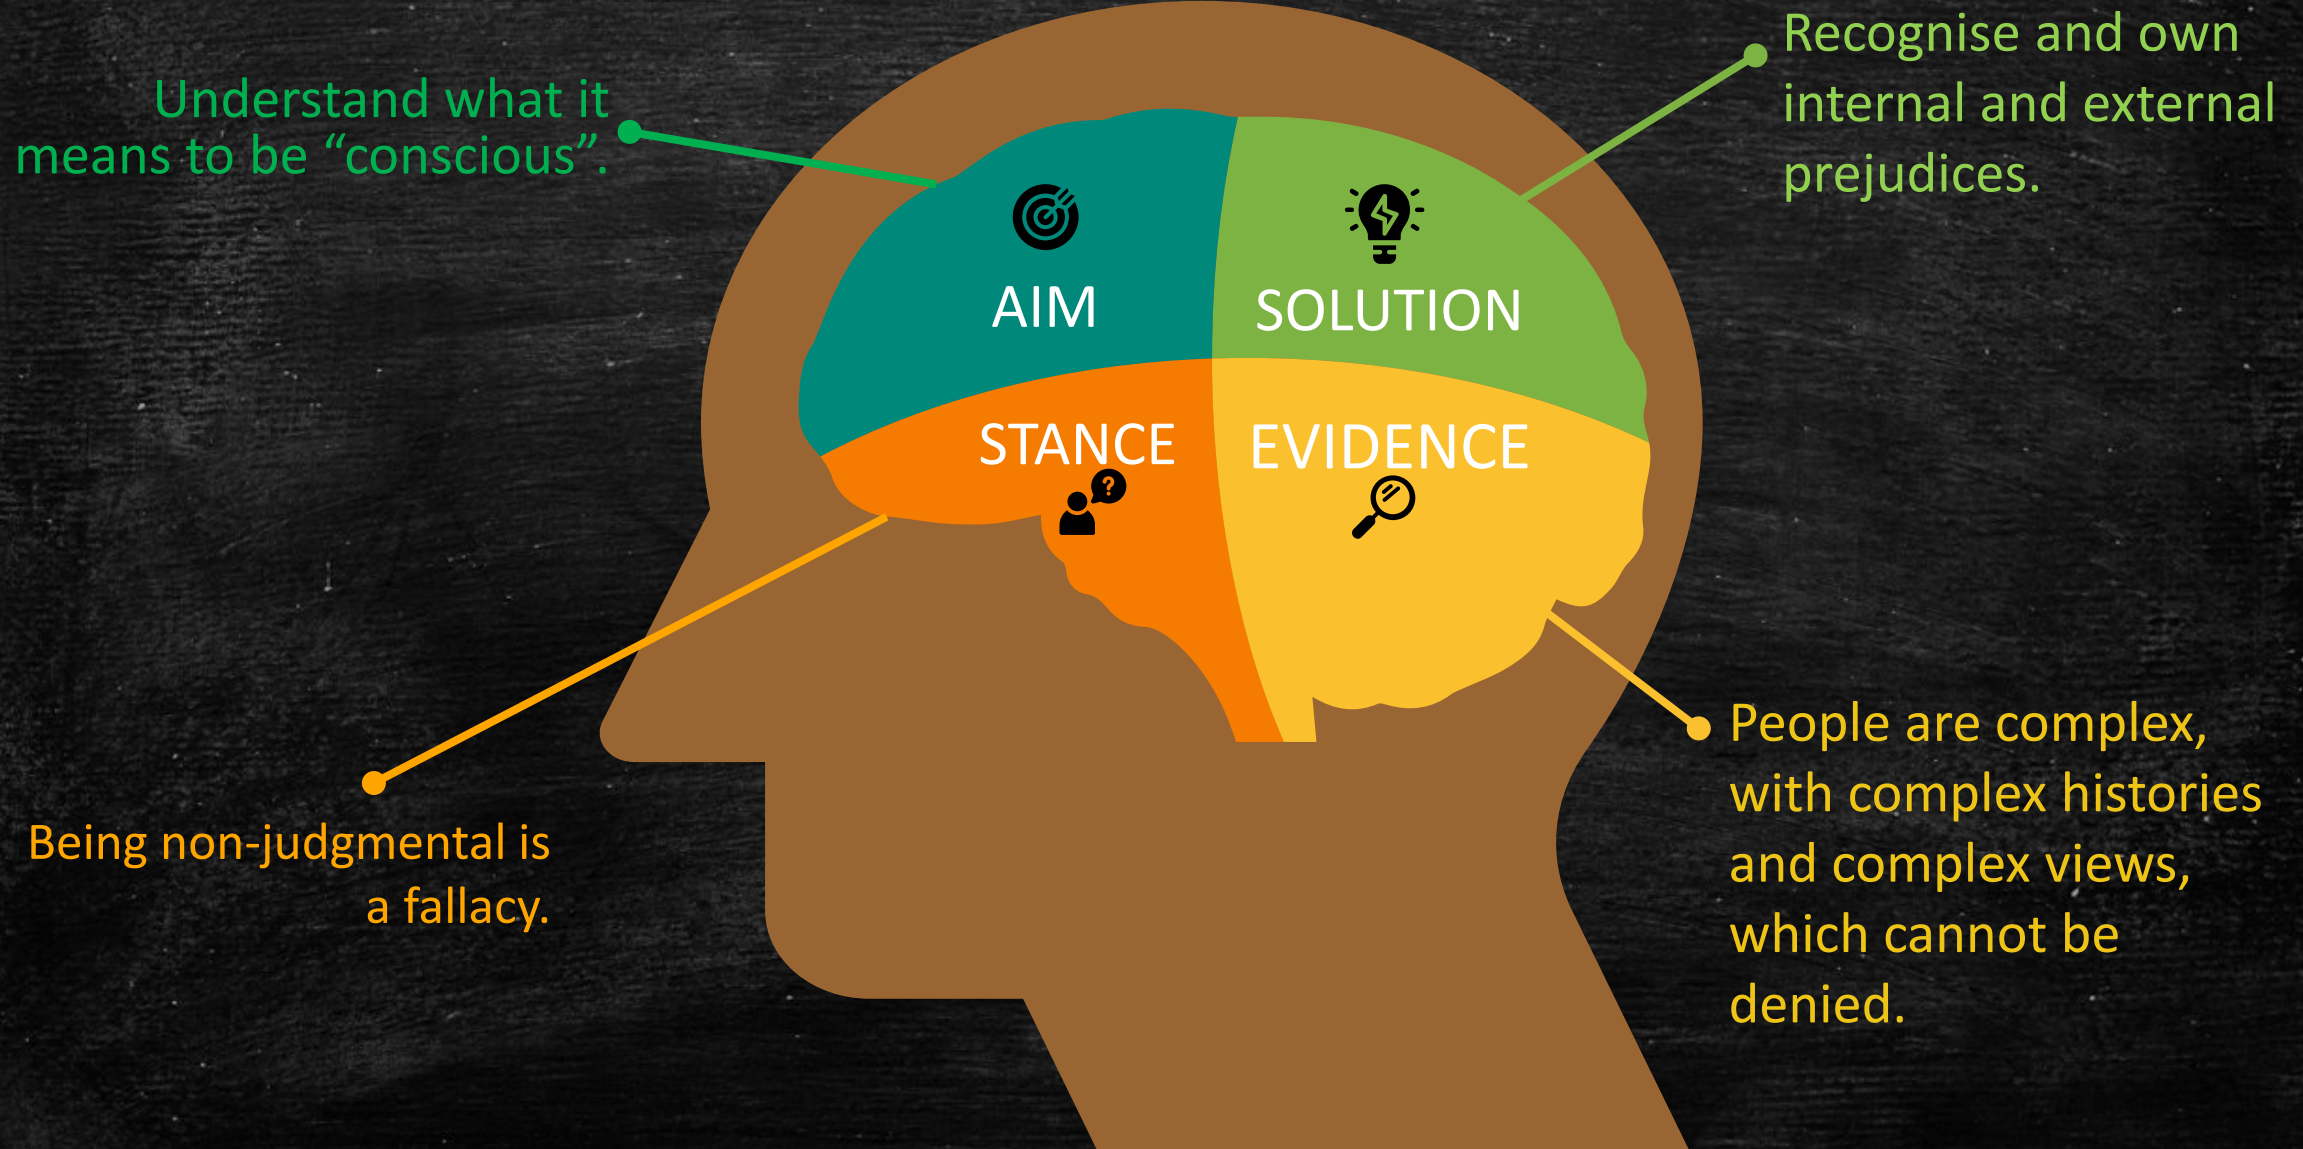 Understand what it
means to be “conscious”.
Recognise and own
internal and external
prejudices.
AIM
SOLUTION
STANCE
?
EVIDENCE
Being non-judgmental is
a fallacy.
People are complex,
with complex histories
and complex views,
which cannot be
denied.